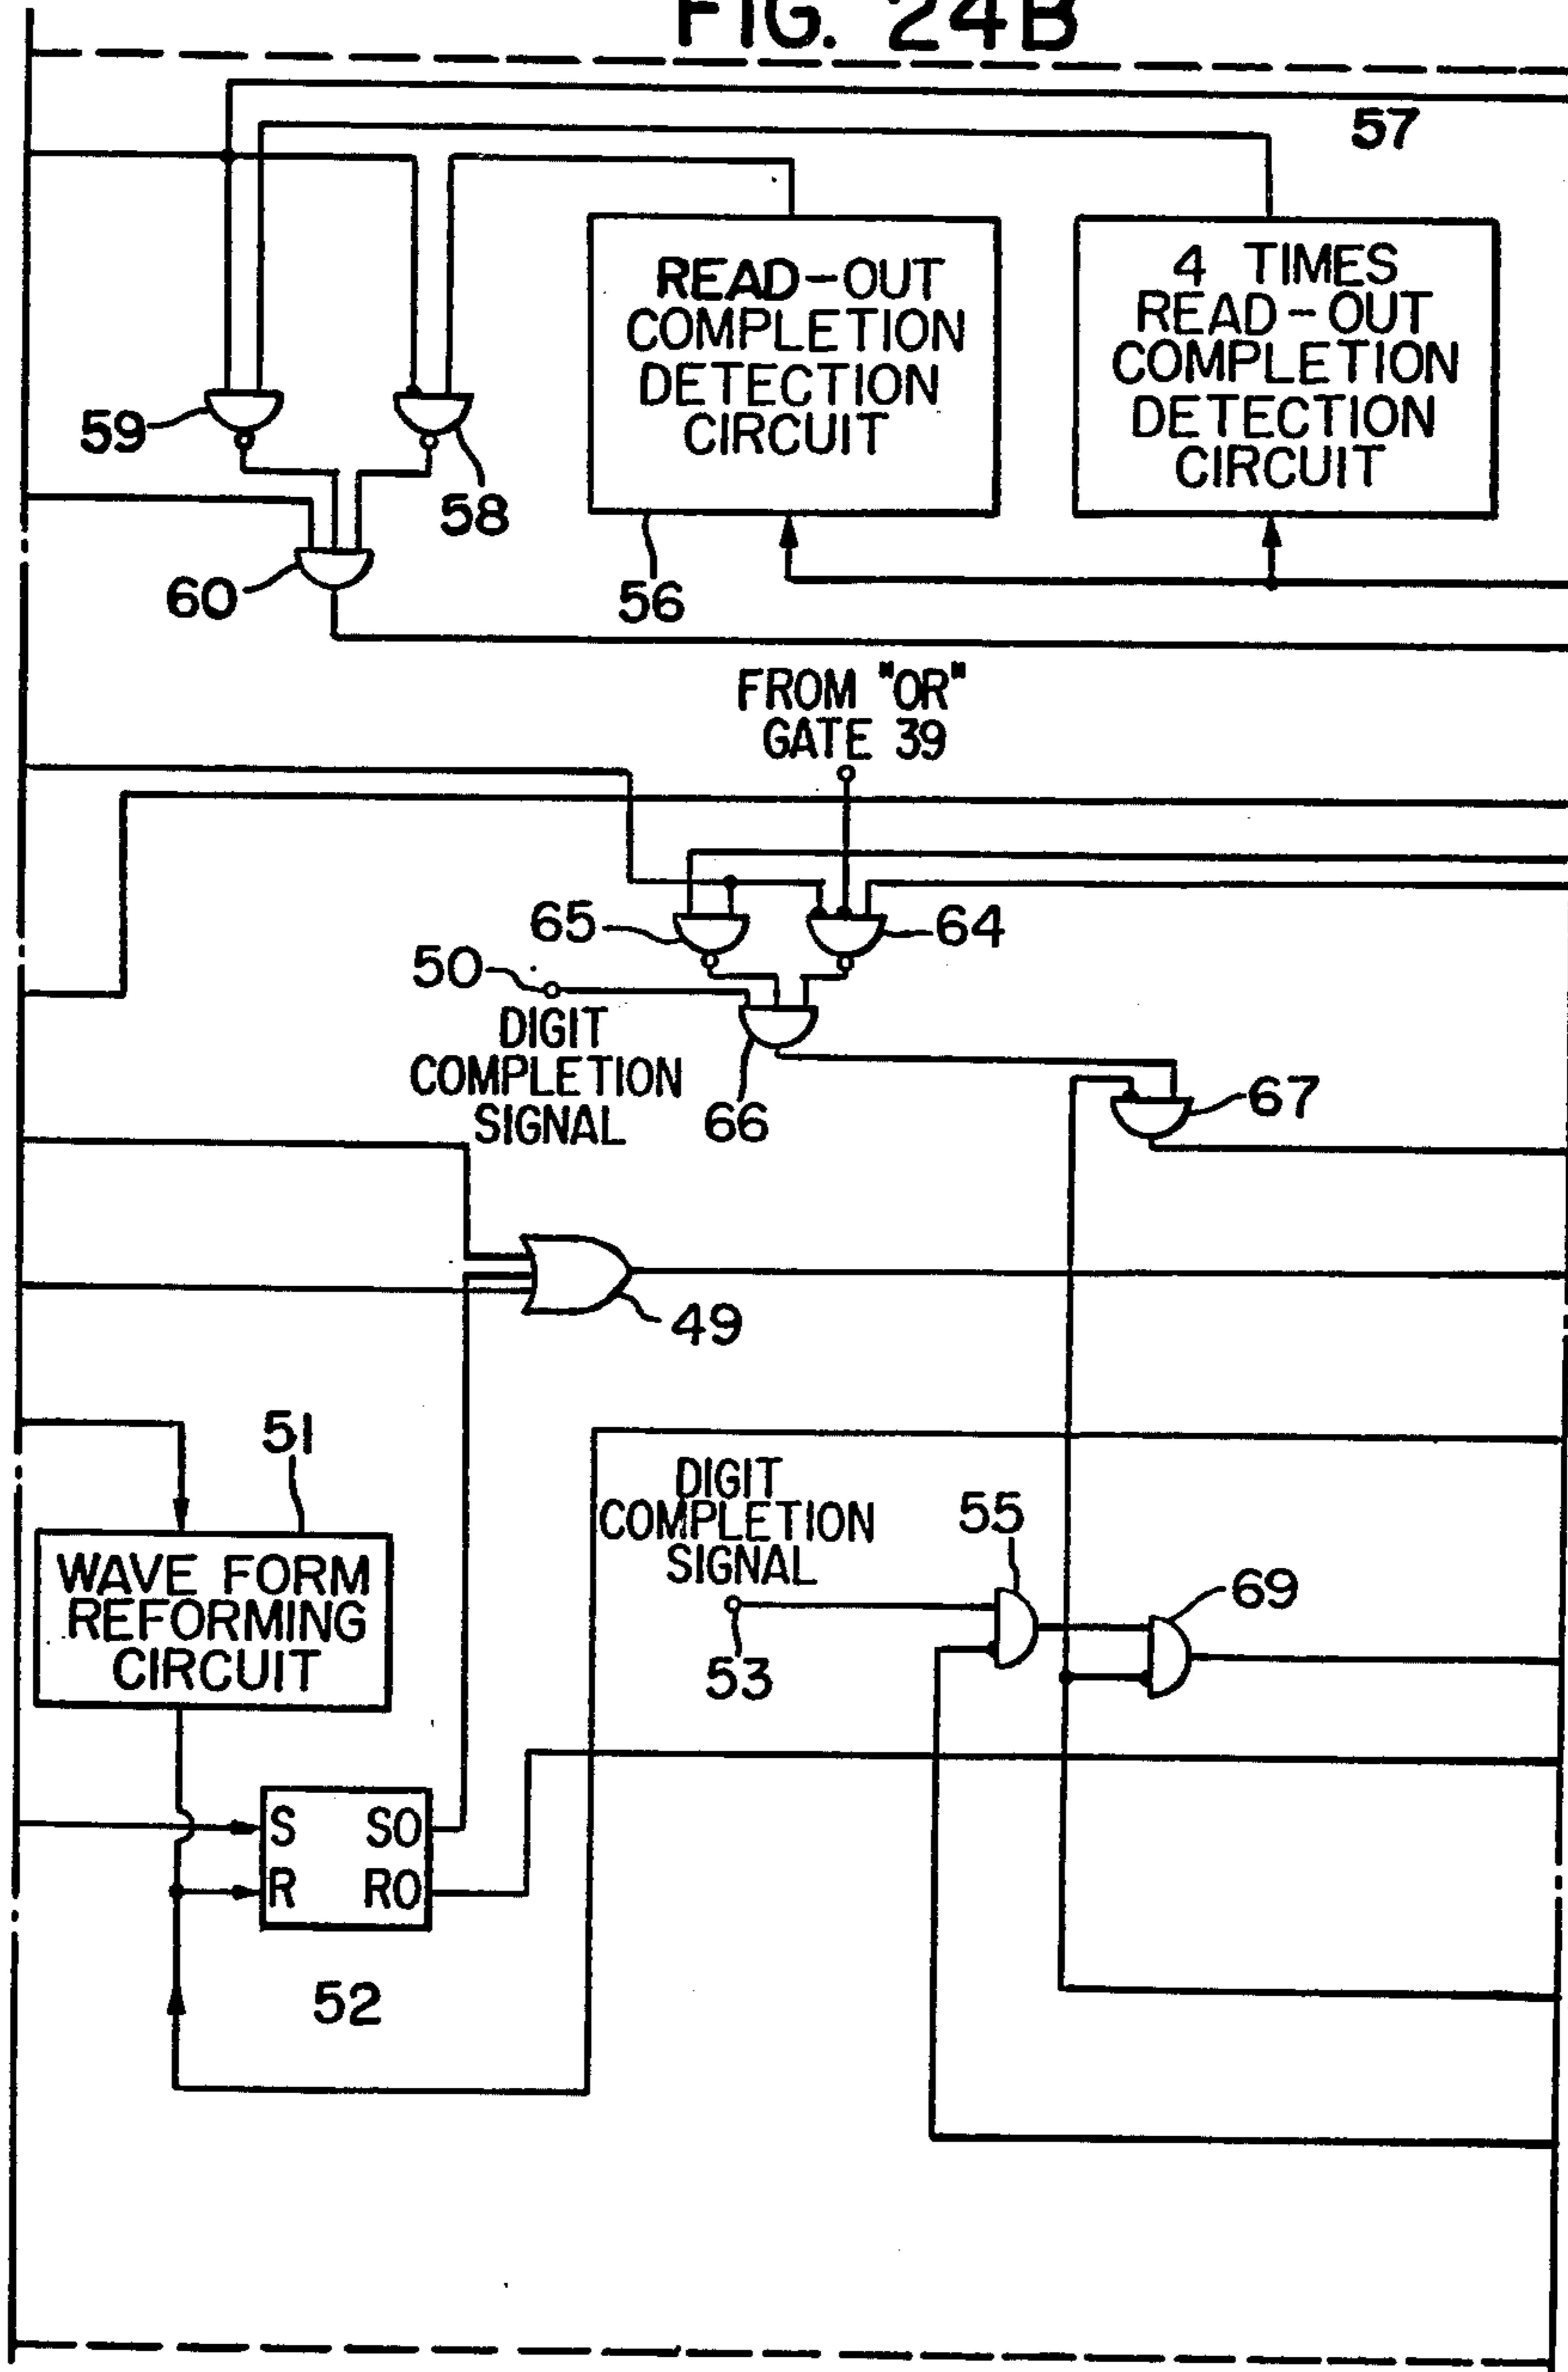 FIG. 24B
57
READ-OUT
COMPLETION
DETECTION
CIRCUIT
4 TIMES
READ-OUT
COMPLETION
DETECTION
CIRCUIT
59
58
60
56
FROM "OR"
GATE 39
65
64
50
DIGIT
COMPLETION
SIGNAL
66
67
49
51
WAVE FORM
REFORMING
CIRCUIT
DIGIT
COMPLETION
SIGNAL
55
69
53
S SO
R RO
52